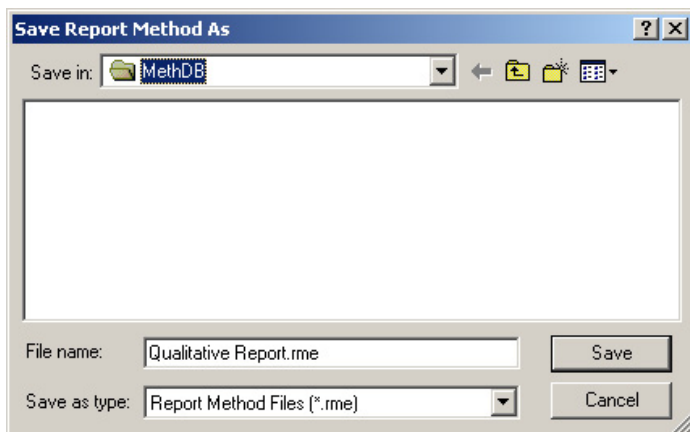 Save Report Method As
Save in: MethDB
File name: Qualitative Report.rme Save
Save as type: Report Method Files (*.rme) Cancel